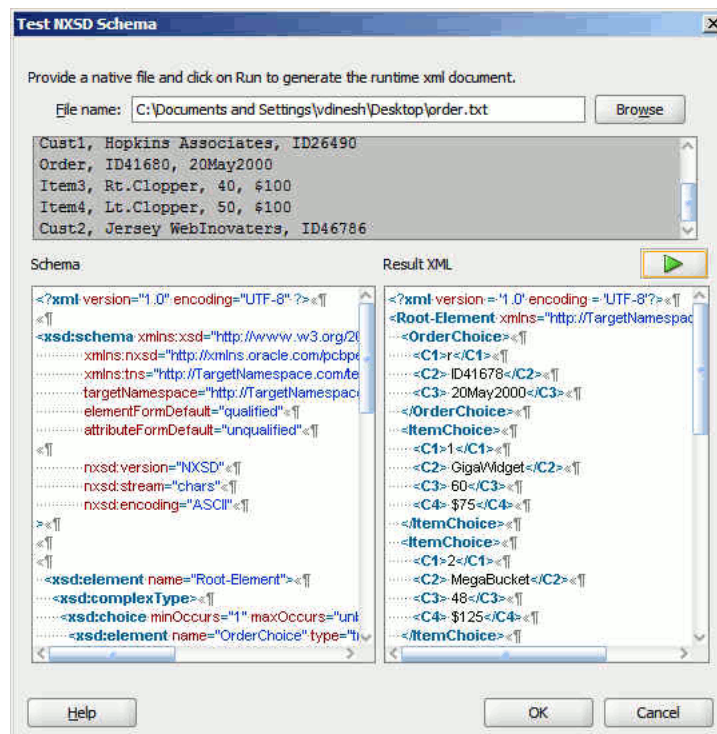 Test NXSD Schema
Provide a native file and click on Run to generate the runtime xml document.
File name: C:\Documents and Settings\vdinesh\Desktop\order.txt Browse
Cust1, Hopkins Associates, ID26490
Order, ID41680, 20May2000
Item3, Rt.Clopper, 40, $100
Item4, Lt.Clopper, 50, $100
Cust2, Jersey WebInovaters, ID46786
Schema
<?xml version="1.0" encoding="UTF-8" ?>«¶
«¶
<xsd:schema xmlns:xsd="http://www.w3.org/20
xmlns:nxsd="http://xmlns.oracle.com/pcbpe
xmlns:tns="http://TargetNamespace.com/te
targetNamespace="http://TargetNamespac
elementFormDefault="qualified"«¶
attributeFormDefault="unqualified"«¶
«¶
nxsd:version="NXSD"«¶
nxsd:stream="chars"«¶
nxsd:encoding="ASCII"«¶
>«¶
«¶
«¶
<xsd:element name="Root-Element">«¶
<xsd:complexType>«¶
<xsd:choice minOccurs="1" maxOccurs="unb
<xsd:element name="OrderChoice" type="t
Result XML
<?xml version = '1.0' encoding = 'UTF-8'?>«¶
<Root-Element xmlns="http://TargetNamespac
<OrderChoice>«¶
<C1>r</C1>«¶
<C2> ID41678</C2>«¶
<C3> 20May2000</C3>«¶
</OrderChoice>«¶
<ItemChoice>«¶
<C1>1</C1>«¶
<C2> GigaWidget</C2>«¶
<C3> 60</C3>«¶
<C4> $75</C4>«¶
</ItemChoice>«¶
<ItemChoice>«¶
<C1>2</C1>«¶
<C2> MegaBucket</C2>«¶
<C3> 48</C3>«¶
<C4> $125</C4>«¶
</ItemChoice>«¶
Help OK Cancel